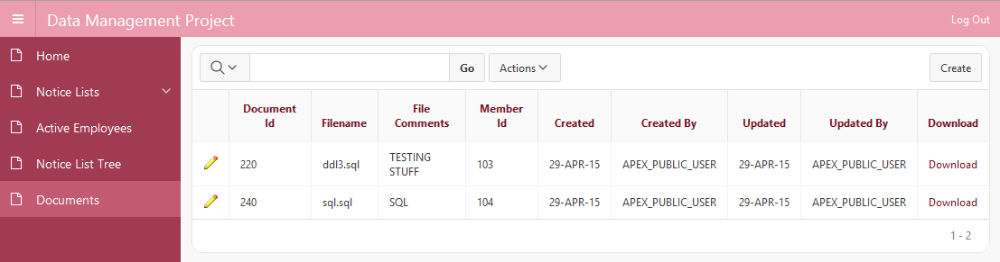 Data Management Project
Log Out
Home
Notice Lists
Active Employees
Notice List Tree
Documents
Go
Actions
Create
Document Id
Filename
File Comments
Member Id
Created
Created By
Updated
Updated By
Download
220 ddl3.sql TESTING STUFF 103 29-APR-15 APEX_PUBLIC_USER 29-APR-15 APEX_PUBLIC_USER Download
240 sql.sql SQL 104 29-APR-15 APEX_PUBLIC_USER 29-APR-15 APEX_PUBLIC_USER Download
1 - 2